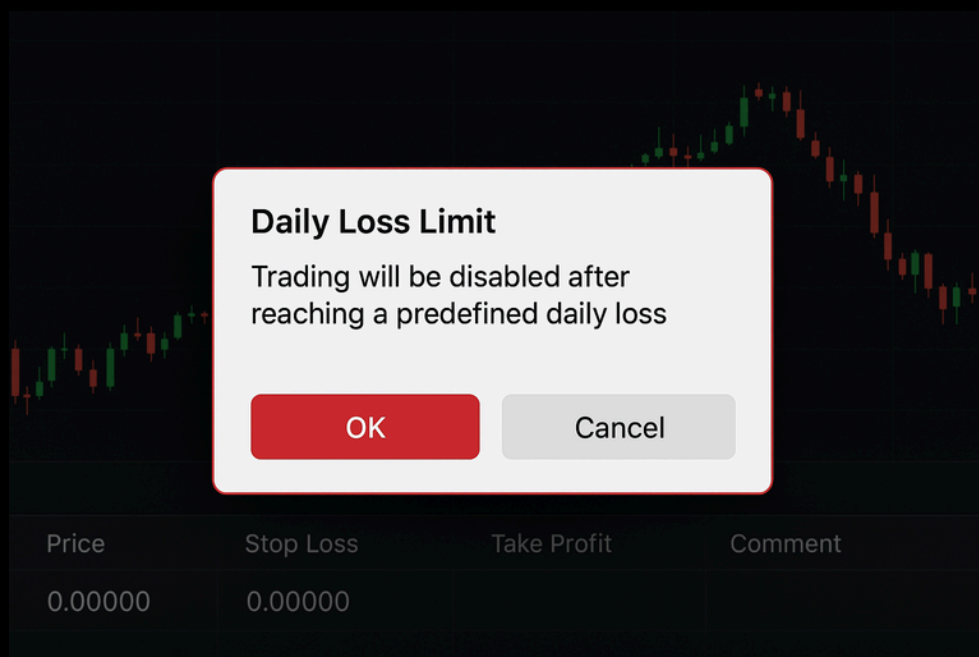 Daily Loss Limit
Trading will be disabled after
reaching a predefined daily loss
OK Cancel
Price Stop Loss Take Profit Comment
0.00000 0.00000